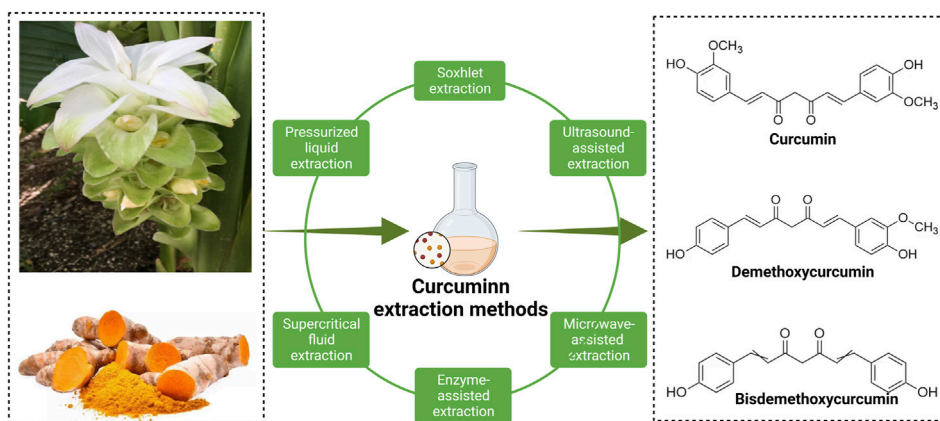 Soxhlet
extraction
Pressurized
liquid
extraction
Ultrasound-
assisted
extraction
Curcuminn
extraction methods
Supercritical
fluid
extraction
Microwave-
assisted
extraction
Enzyme-
assisted extraction
OCH3
HO
OH
OCH3
O
O
Curcumin
O
O
O
CH3
HO
OH
Demethoxycurcumin
O
O
HO
OH
Bisdemethoxycurcumin